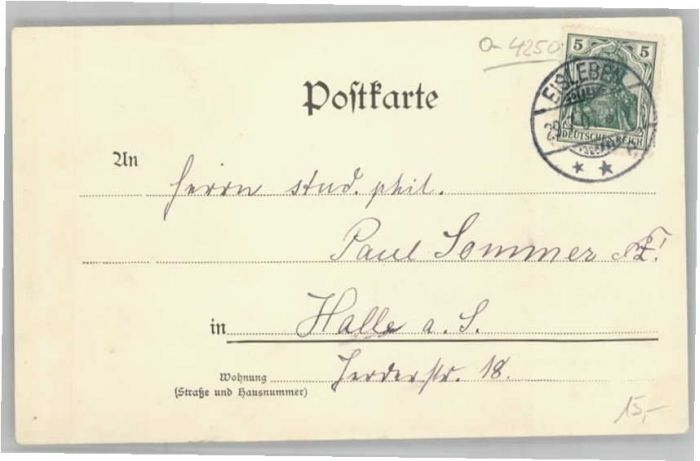 O-4250
5 5
EISLEBEN
DEUTSCHES REICH
Poſtkarte
An
Herrn stud. phil.
Paul Sommer
in Halle a. S.
Wohnung Herderstr. 18.
(Straße und Hausnummer)
15,-